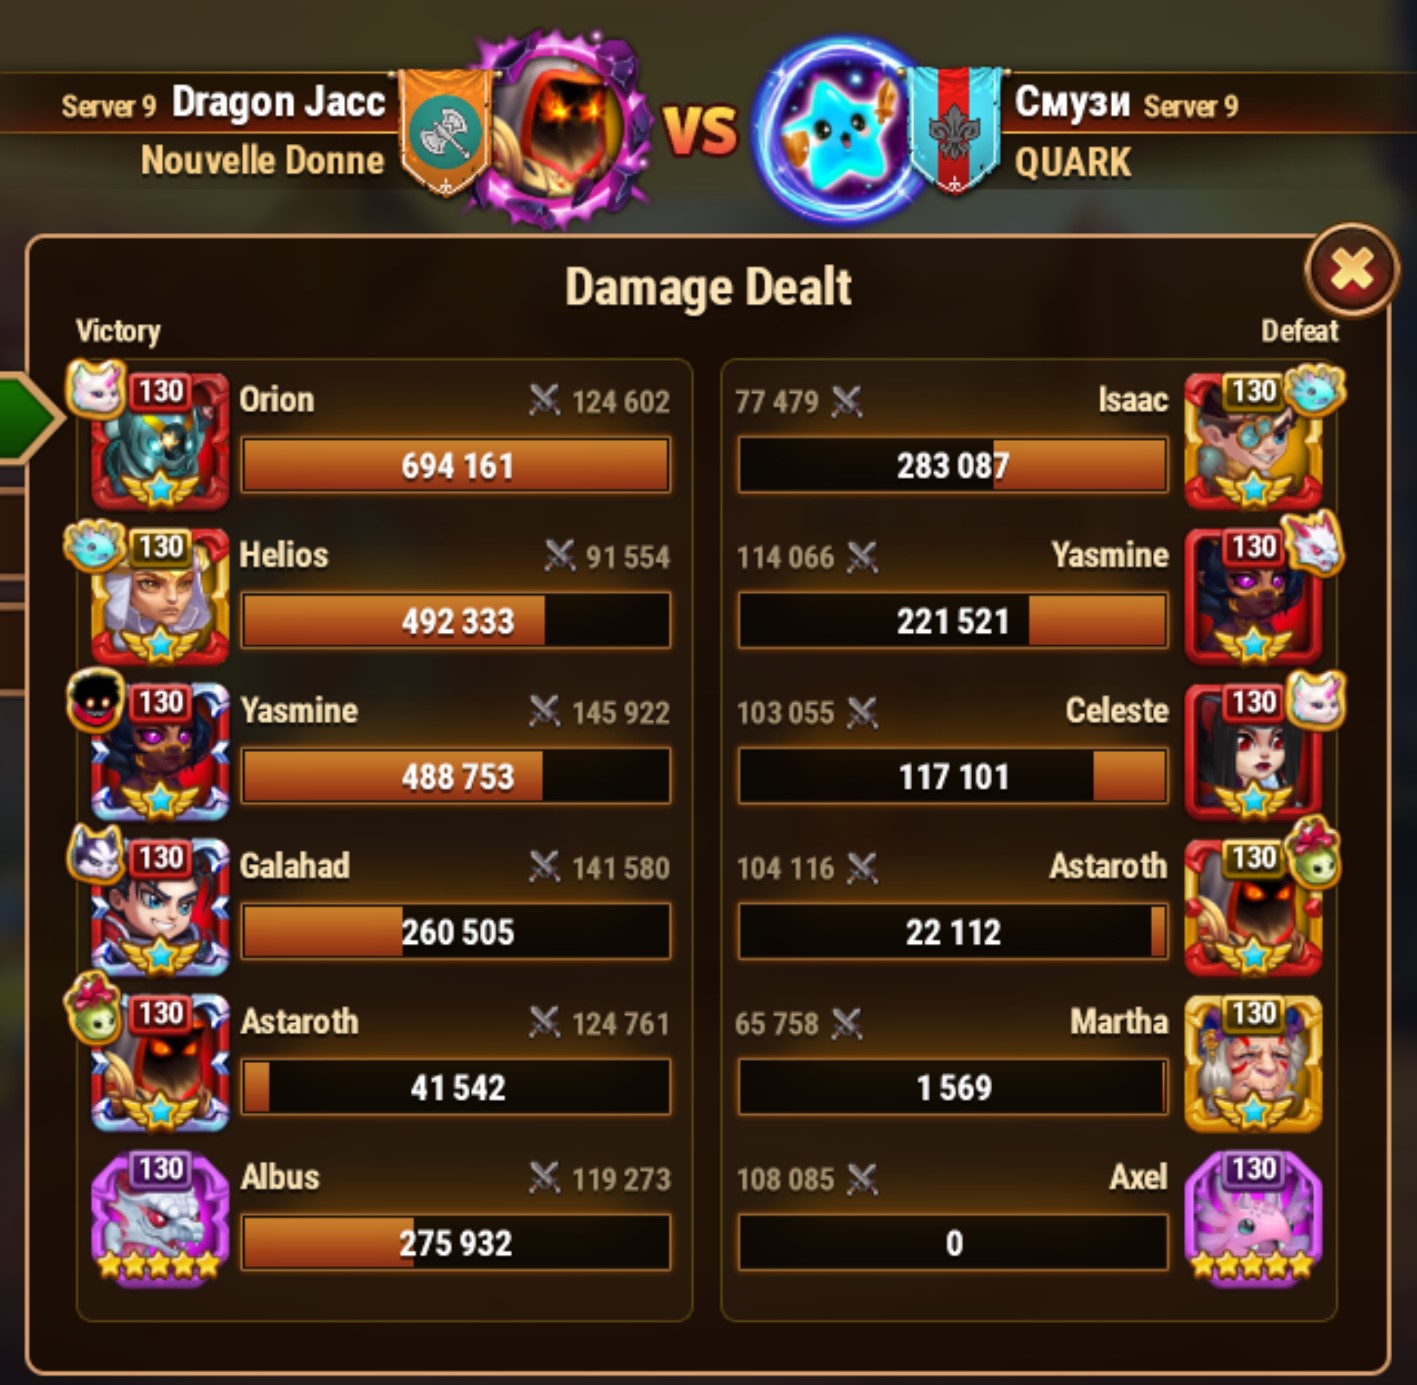 Server 9 Dragon Jacc VS Смузи Server 9
Nouvelle Donne QUARK
Damage Dealt
Victory Defeat
130 Orion 124 602 77 479 Isaac 130
694 161 283 087
130 Helios 91 554 114 066 Yasmine 130
492 333 221 521
130 Yasmine 145 922 103 055 Celeste 130
488 753 117 101
130 Galahad 141 580 104 116 Astaroth 130
260 505 22 112
130 Astaroth 124 761 65 758 Martha 130
41 542 1 569
130 Albus 119 273 108 085 Axel 130
275 932 0